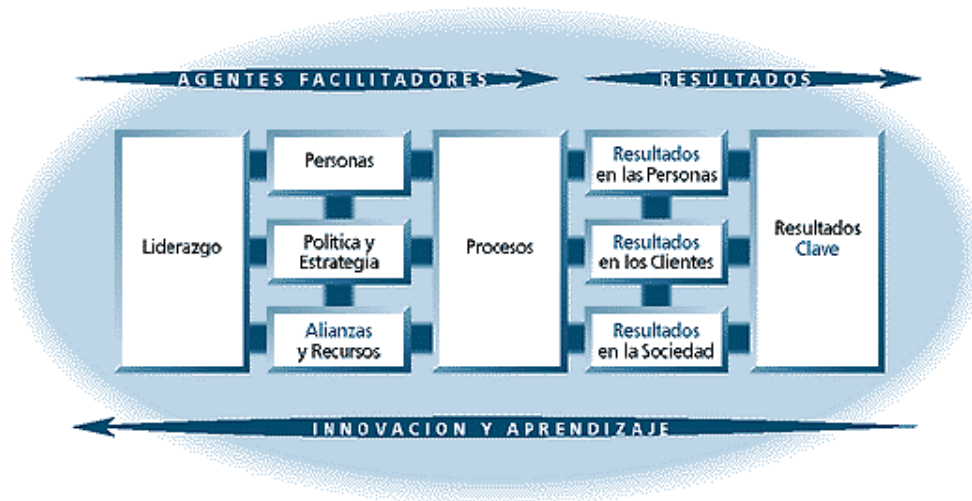 AGENTES FACILITADORES
RESULTADOS
Liderazgo
Personas
Política y
Estrategia
Alianzas
y Recursos
Procesos
Resultados
en las Personas
Resultados
en los Clientes
Resultados
en la Sociedad
Resultados
Clave
INNOVACION Y APRENDIZAJE